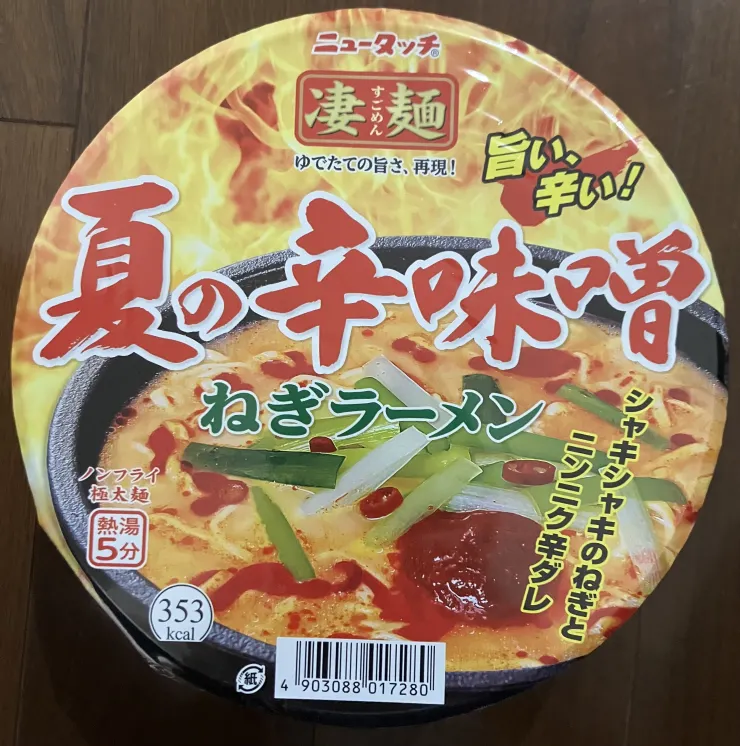 ニュータッチ®
すごめん
凄麺
ゆでたての旨さ、再現!
旨い、
辛い!
夏の辛味噌
ねぎラーメン
シャキシャキのねぎと
ニンニク辛ダレ
ノンフライ
極太麺
熱湯
5分
353
kcal
紙
4 903088 017280